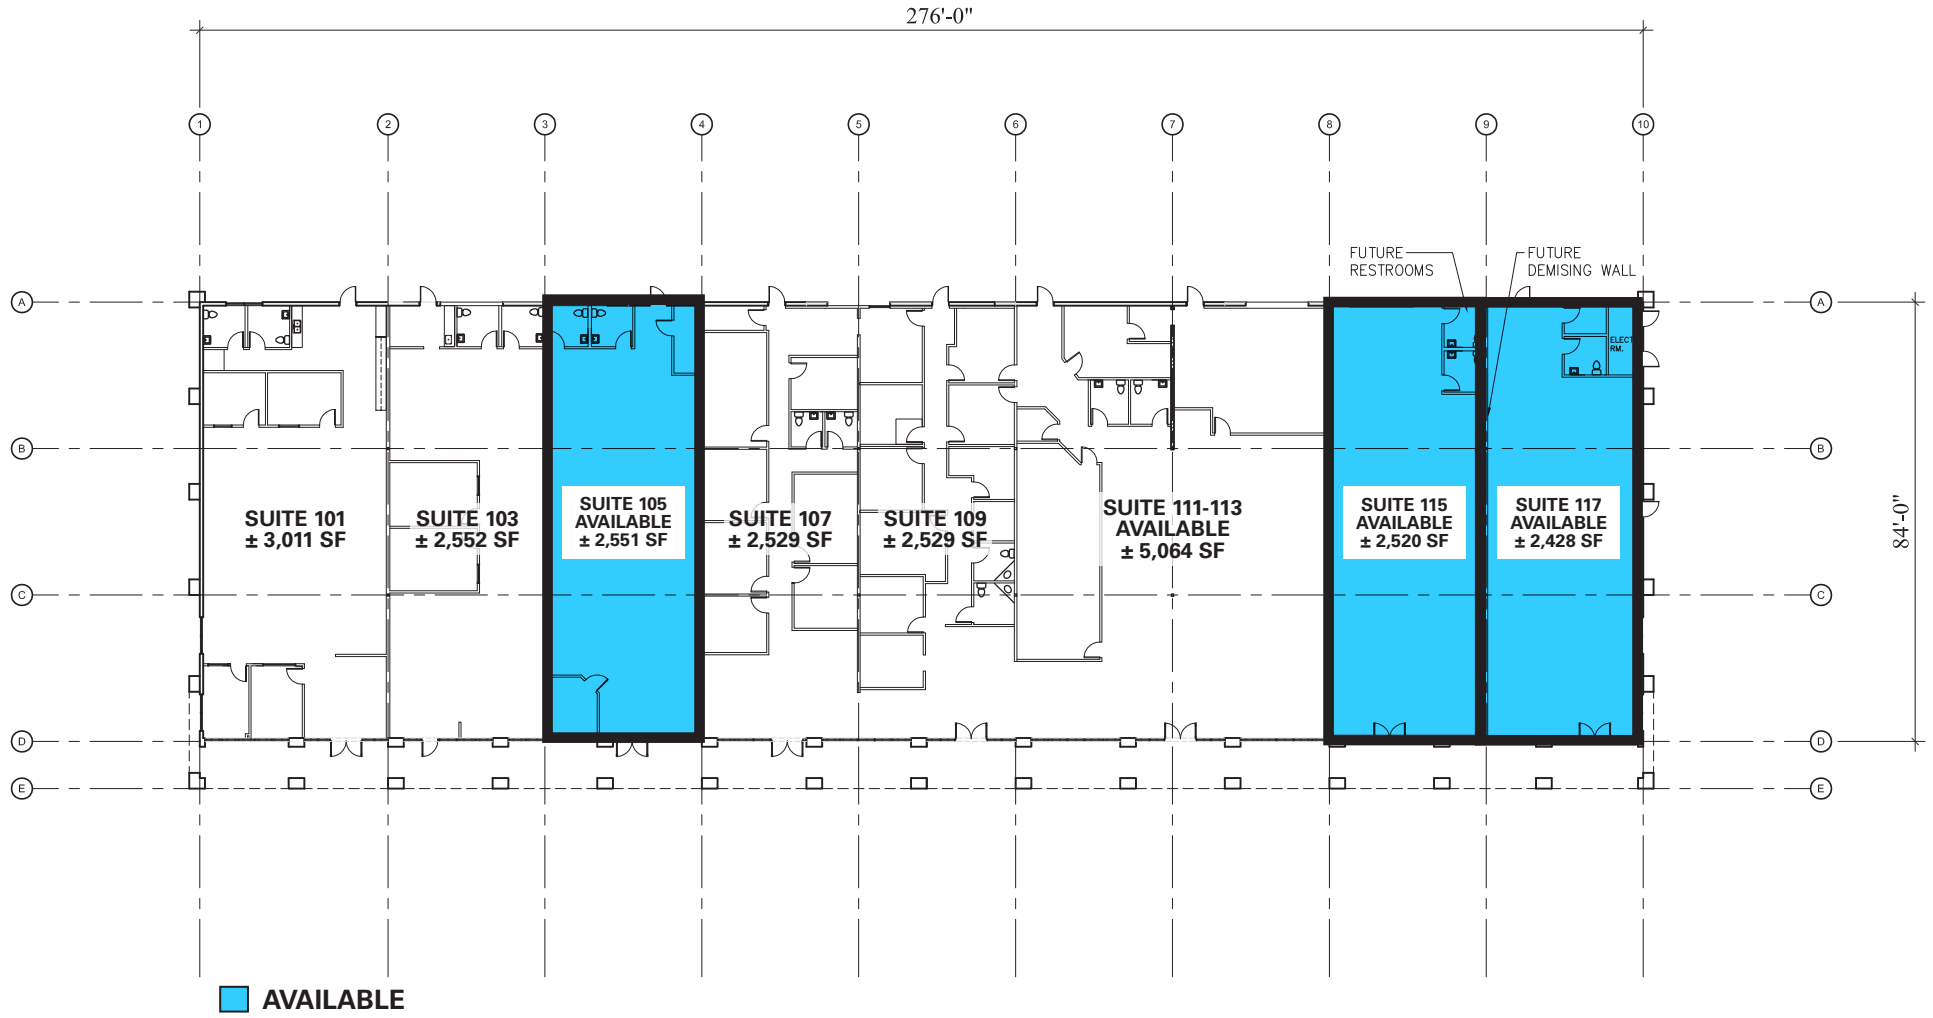 276'-0"
1 2 3 4 5 6 7 8 9 10
FUTURE
RESTROOMS
FUTURE
DEMISING WALL
A
A
ELECT
RM.
B
B
SUITE 101
± 3,011 SF
SUITE 103
± 2,552 SF
SUITE 105
AVAILABLE
± 2,551 SF
SUITE 107
± 2,529 SF
SUITE 109
± 2,529 SF
SUITE 111-113
AVAILABLE
± 5,064 SF
SUITE 115
AVAILABLE
± 2,520 SF
SUITE 117
AVAILABLE
± 2,428 SF
84'-0"
C
C
D
D
E
E
AVAILABLE